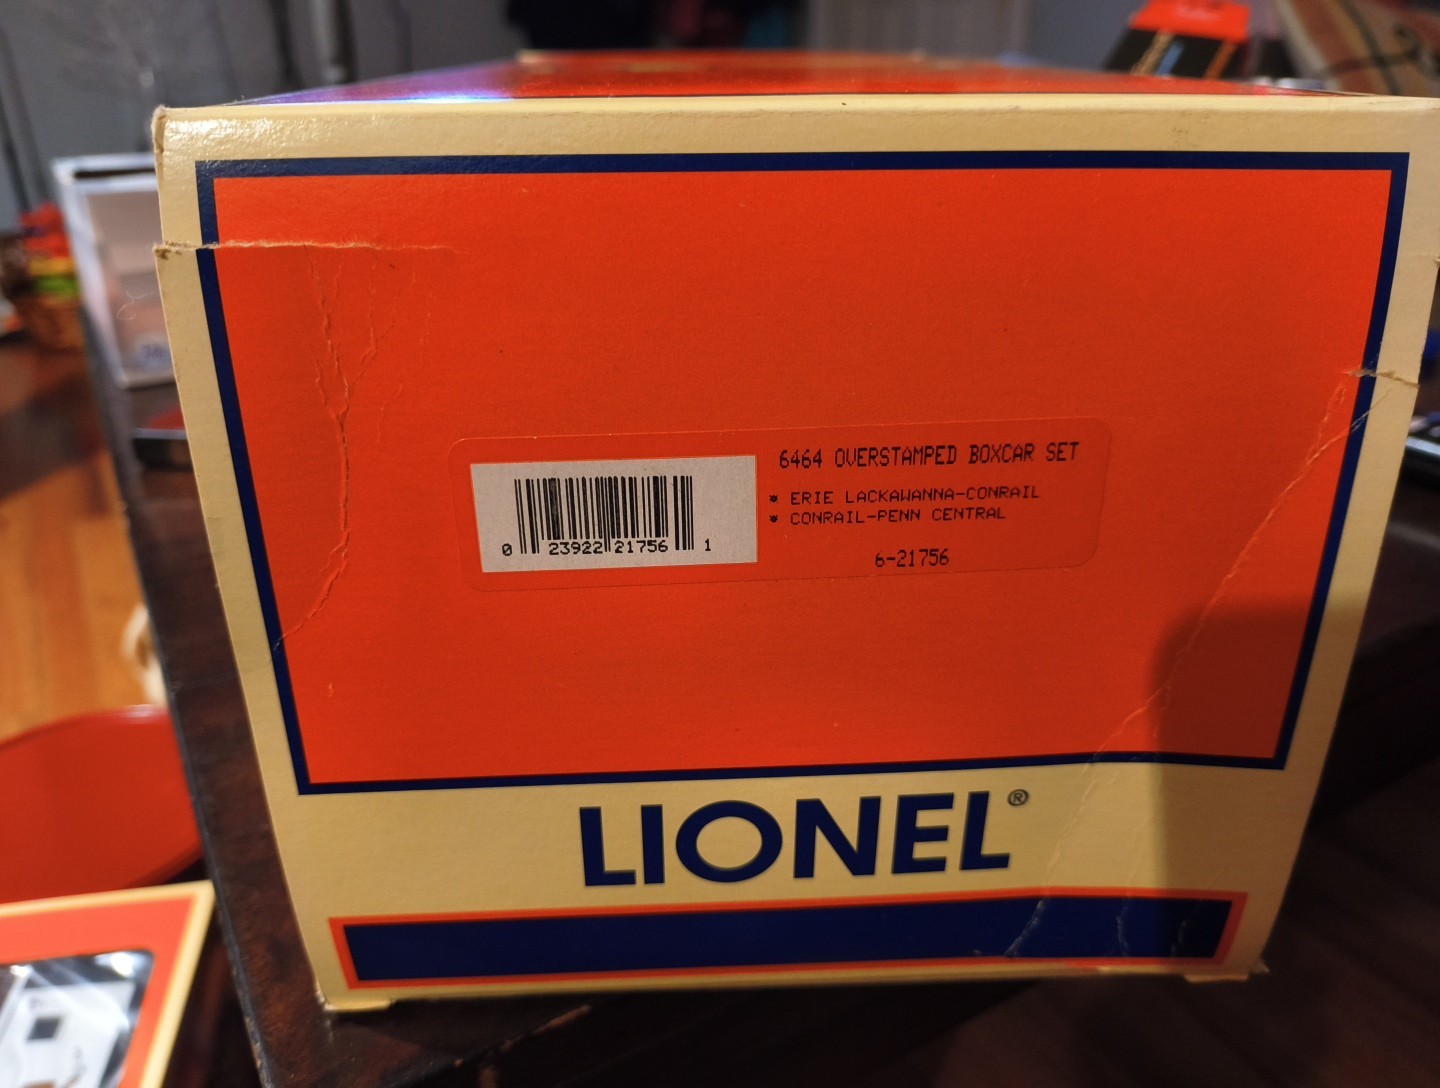 6464 OVERSTAMPED BOXCAR SET
* ERIE LACKAWANNA-CONRAIL
* CONRAIL-PENN CENTRAL
6-21756
0 23922 21756 1
LIONEL®